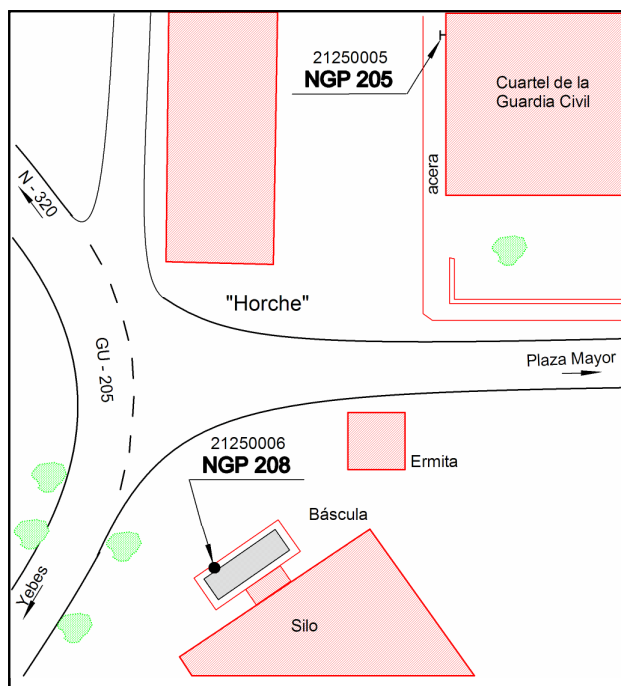 21250005
NGP 205
Cuartel de la
Guardia Civil
acera
N - 320
"Horche"
GU - 205
Plaza Mayor
21250006
NGP 208
Ermita
Báscula
Yebes
Silo